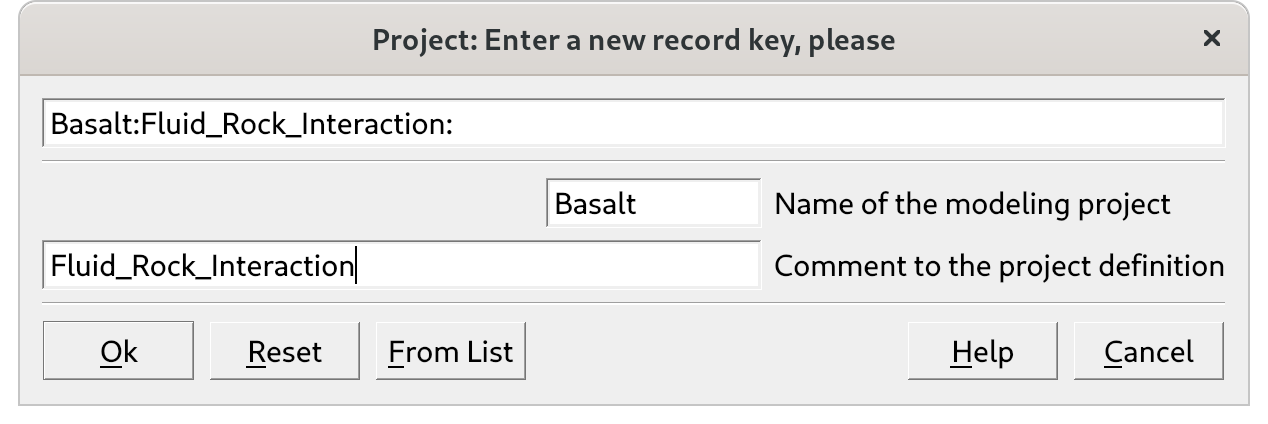 Project: Enter a new record key, please
Basalt:Fluid_Rock_Interaction:
Basalt Name of the modeling project
Fluid_Rock_Interaction Comment to the project definition
Ok Reset From List Help Cancel